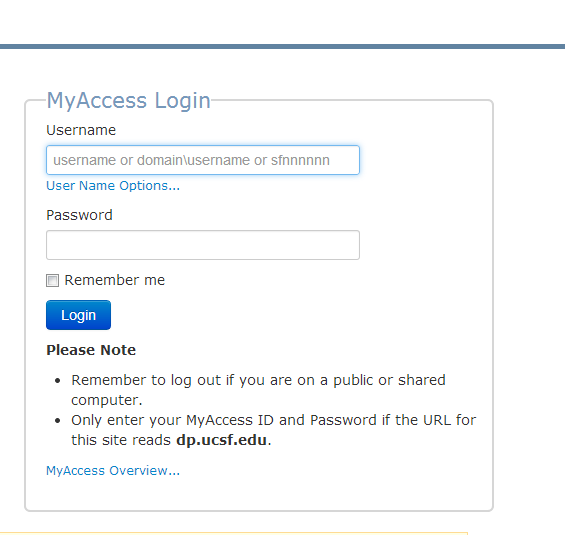 MyAccess Login
Username
username or domain\username or sfnnnnnn
User Name Options...
Password
Remember me
Login
Please Note
• Remember to log out if you are on a public or shared
computer.
• Only enter your MyAccess ID and Password if the URL for
this site reads dp.ucsf.edu.
MyAccess Overview...